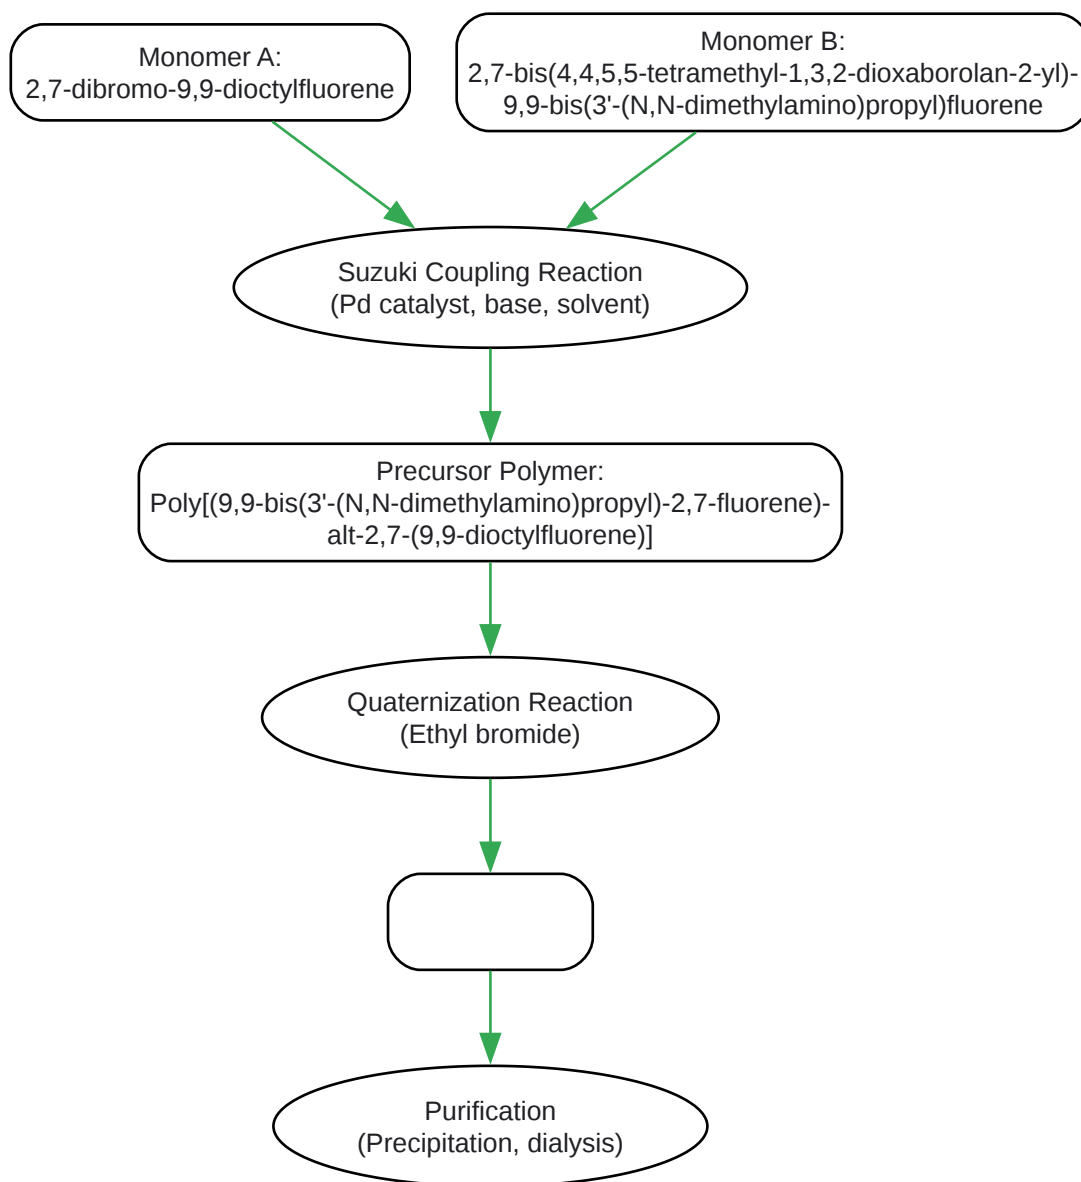 Monomer A:
2,7-dibromo-9,9-dioctylfluorene
Monomer B:
2,7-bis(4,4,5,5-tetramethyl-1,3,2-dioxaborolan-2-yl)-
9,9-bis(3'-(N,N-dimethylamino)propyl)fluorene
Suzuki Coupling Reaction
(Pd catalyst, base, solvent)
Precursor Polymer:
Poly[(9,9-bis(3'-(N,N-dimethylamino)propyl)-2,7-fluorene)-
alt-2,7-(9,9-dioctylfluorene)]
Quaternization Reaction
(Ethyl bromide)
Purification
(Precipitation, dialysis)